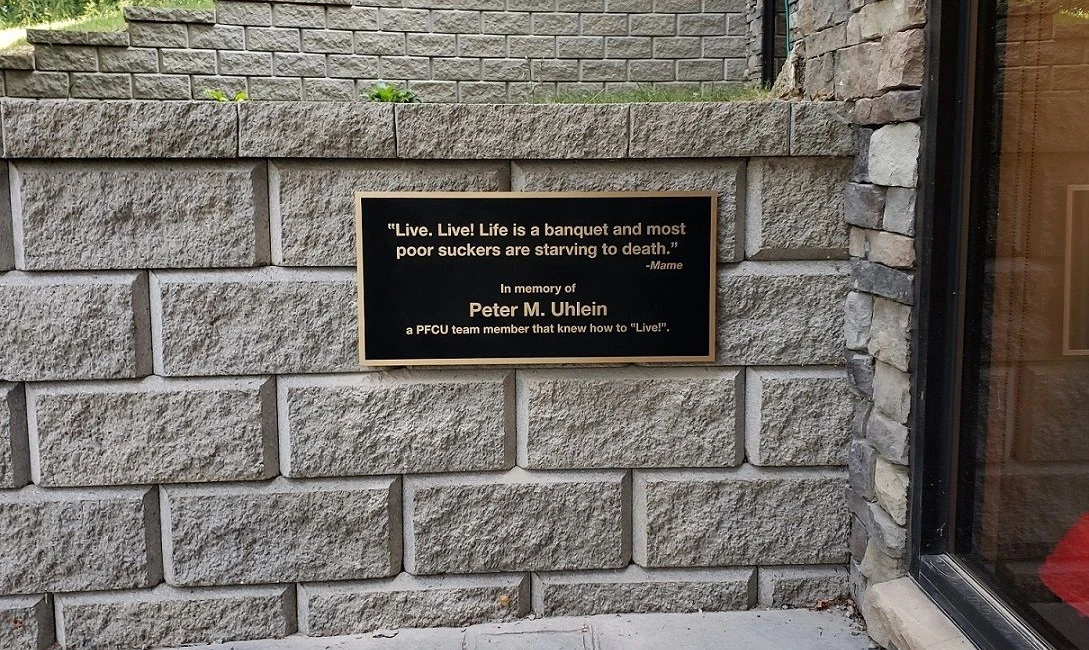 "Live. Live! Life is a banquet and most
poor suckers are starving to death."
-Mame
In memory of
Peter M. Uhlein
a PFCU team member that knew how to "Live!".